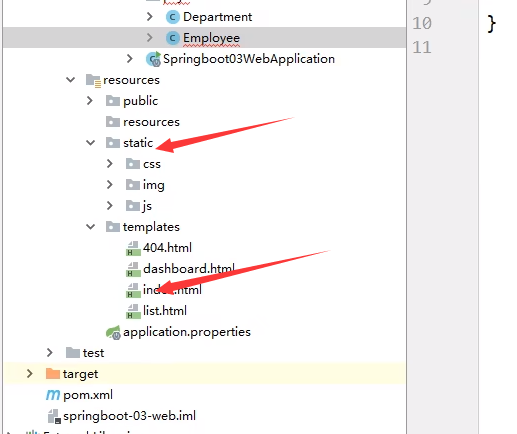 Department
Employee
Springboot03WebApplication
resources
public
resources
static
css
img
js
templates
404.html
dashboard.html
index.html
list.html
application.properties
test
target
pom.xml
springboot-03-web.iml
10 }
11